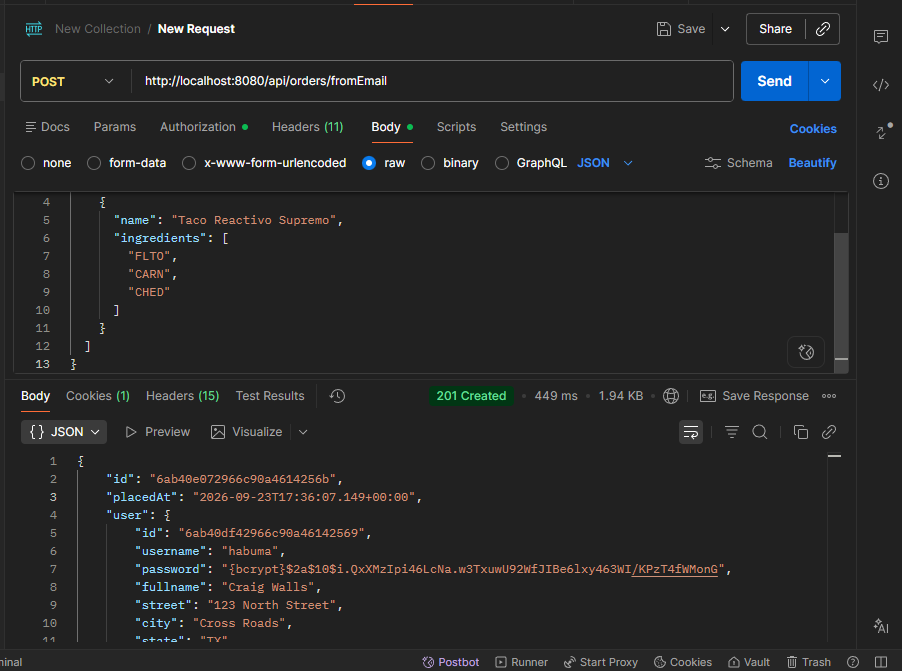 HTTP New Collection / New Request Save Share
POST http://localhost:8080/api/orders/fromEmail Send
Docs Params Authorization Headers (11) Body Scripts Settings Cookies
none form-data x-www-form-urlencoded raw binary GraphQL JSON Schema Beautify
4 {
5 "name": "Taco Reactivo Supremo",
6 "ingredients": [
7 "FLTO",
8 "CARN",
9 "CHED"
10 ]
11 }
12 ]
13 }
Body Cookies (1) Headers (15) Test Results 201 Created • 449 ms • 1.94 KB • e.g. Save Response
{} JSON Preview Visualize
1 {
2 "id": "6ab40e072966c90a4614256b",
3 "placedAt": "2026-09-23T17:36:07.149+00:00",
4 "user": {
5 "id": "6ab40df42966c90a46142569",
6 "username": "habuma",
7 "password": "{bcrypt}$2a$10$i.QxXMzIpi46LcNa.w3TxuwU92WfJIBe6lxy463WI/KPzT4fWMonG",
8 "fullname": "Craig Walls",
9 "street": "123 North Street",
10 "city": "Cross Roads",
11 "state": "TX"
minal Postbot Runner Start Proxy Cookies Vault Trash
AI